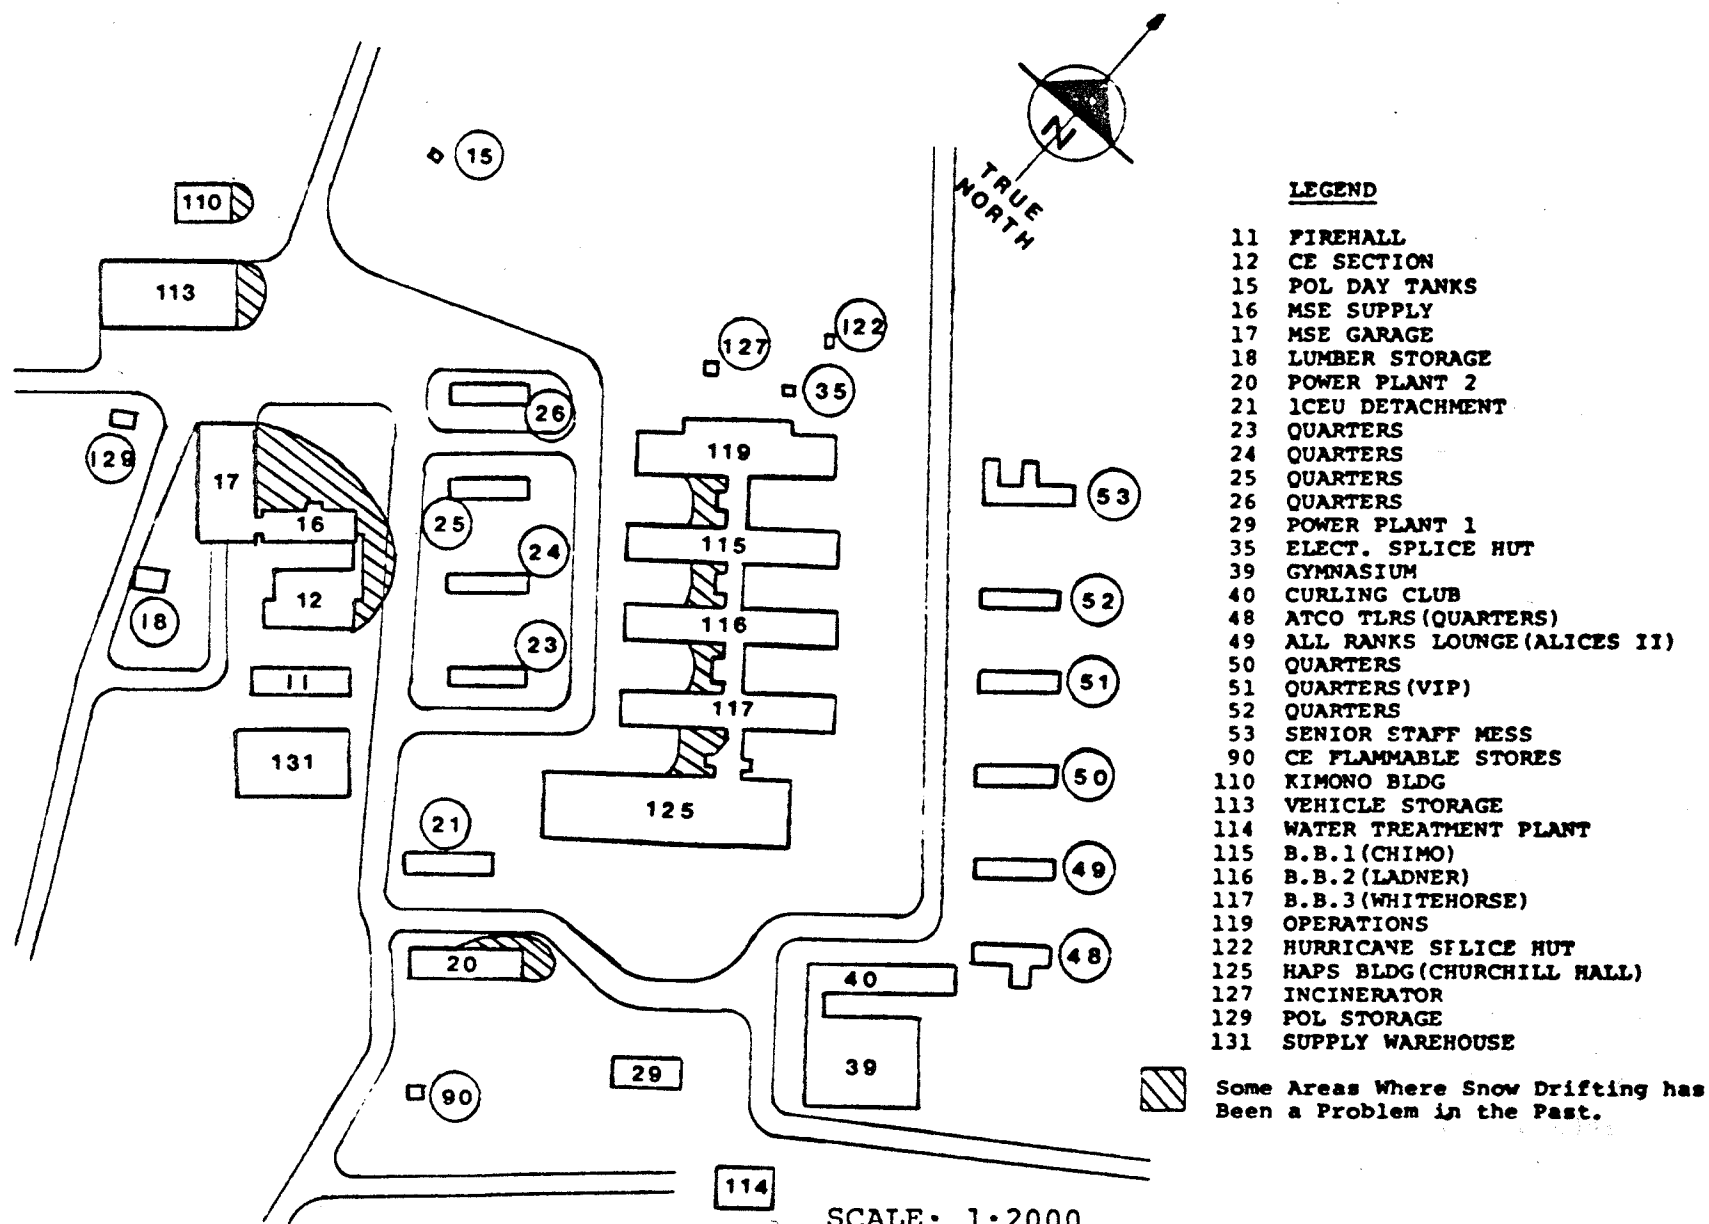 N
TRUE
NORTH
15
110
113
122
127
35
26
119
129
17
53
25
16
115
24
12
52
18
116
23
11
51
117
131
50
125
21
49
20
48
40
29
39
90
114
SCALE: 1:2000
LEGEND
11 FIREHALL
12 CE SECTION
15 POL DAY TANKS
16 MSE SUPPLY
17 MSE GARAGE
18 LUMBER STORAGE
20 POWER PLANT 2
21 1CEU DETACHMENT
23 QUARTERS
24 QUARTERS
25 QUARTERS
26 QUARTERS
29 POWER PLANT 1
35 ELECT. SPLICE HUT
39 GYMNASIUM
40 CURLING CLUB
48 ATCO TLRS(QUARTERS)
49 ALL RANKS LOUNGE(ALICES II)
50 QUARTERS
51 QUARTERS(VIP)
52 QUARTERS
53 SENIOR STAFF MESS
90 CE FLAMMABLE STORES
110 KIMONO BLDG
113 VEHICLE STORAGE
114 WATER TREATMENT PLANT
115 B.B.1(CHIMO)
116 B.B.2(LADNER)
117 B.B.3(WHITEHORSE)
119 OPERATIONS
122 HURRICANE SPLICE HUT
125 HAPS BLDG(CHURCHILL HALL)
127 INCINERATOR
129 POL STORAGE
131 SUPPLY WAREHOUSE
Some Areas Where Snow Drifting has
Been a Problem in the Past.